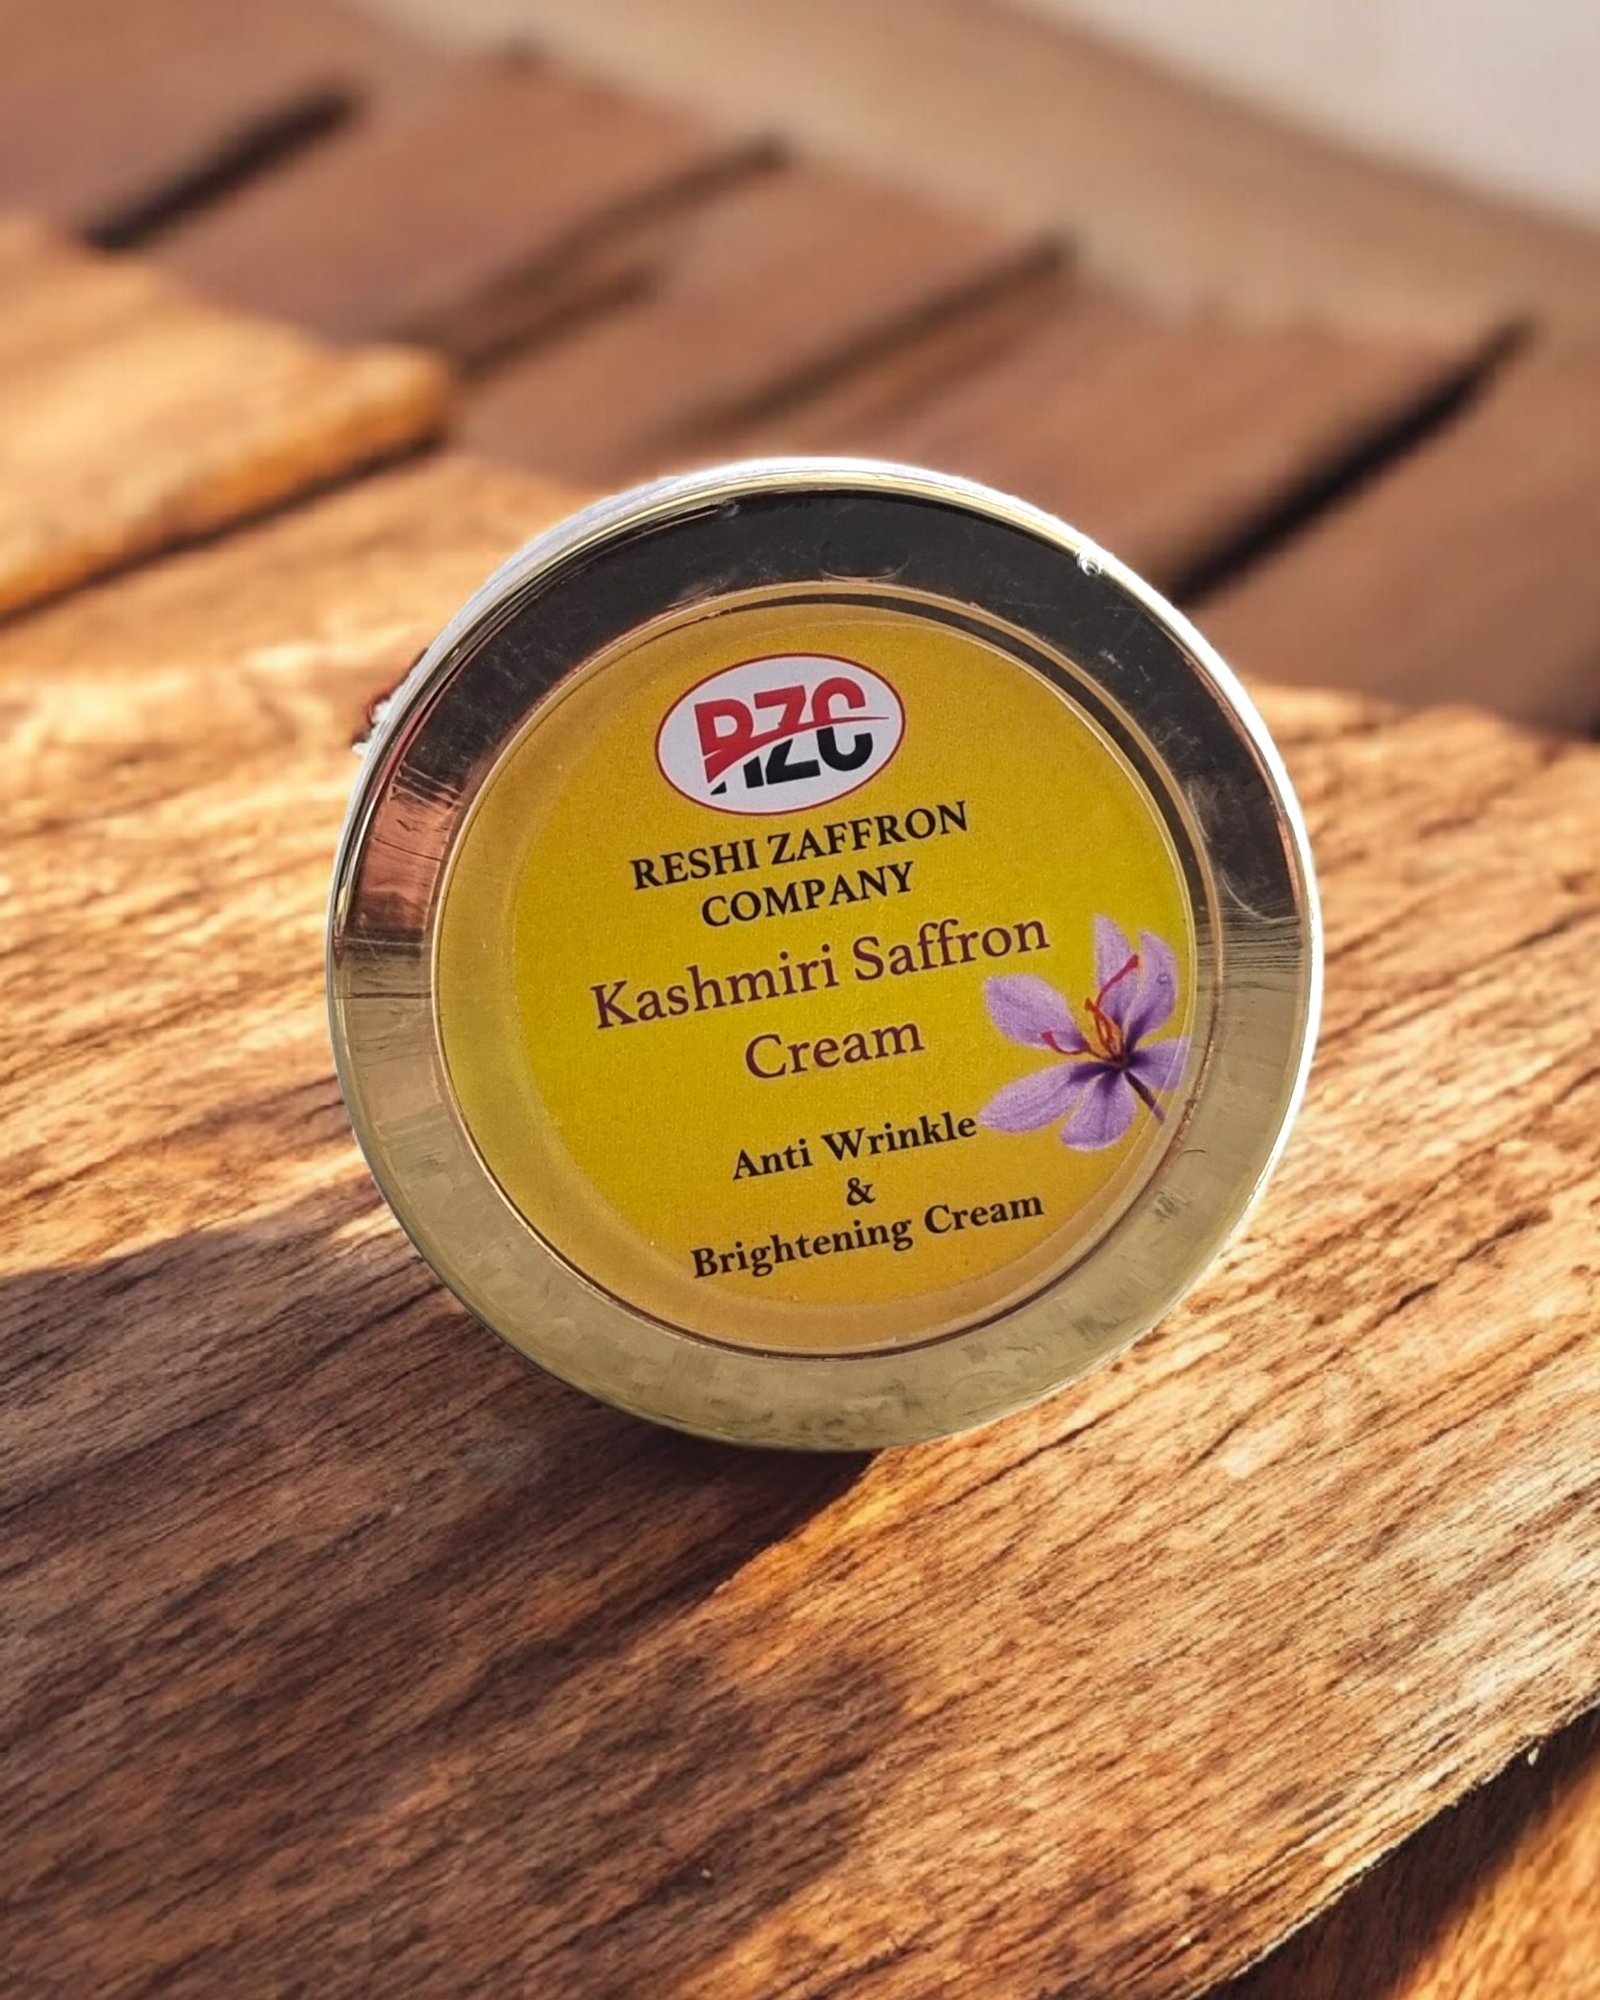 RZC
RESHI ZAFFRON
COMPANY
Kashmiri Saffron
Cream
Anti Wrinkle
&
Brightening Cream